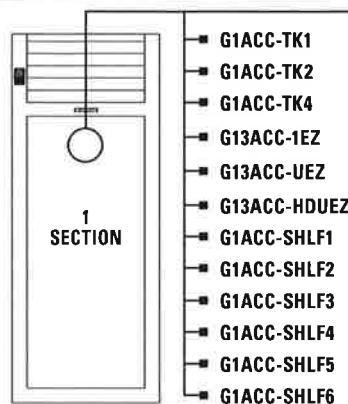 1
SECTION
G1ACC-TK1
G1ACC-TK2
G1ACC-TK4
G13ACC-1EZ
G13ACC-UEZ
G13ACC-HDUEZ
G1ACC-SHLF1
G1ACC-SHLF2
G1ACC-SHLF3
G1ACC-SHLF4
G1ACC-SHLF5
G1ACC-SHLF6